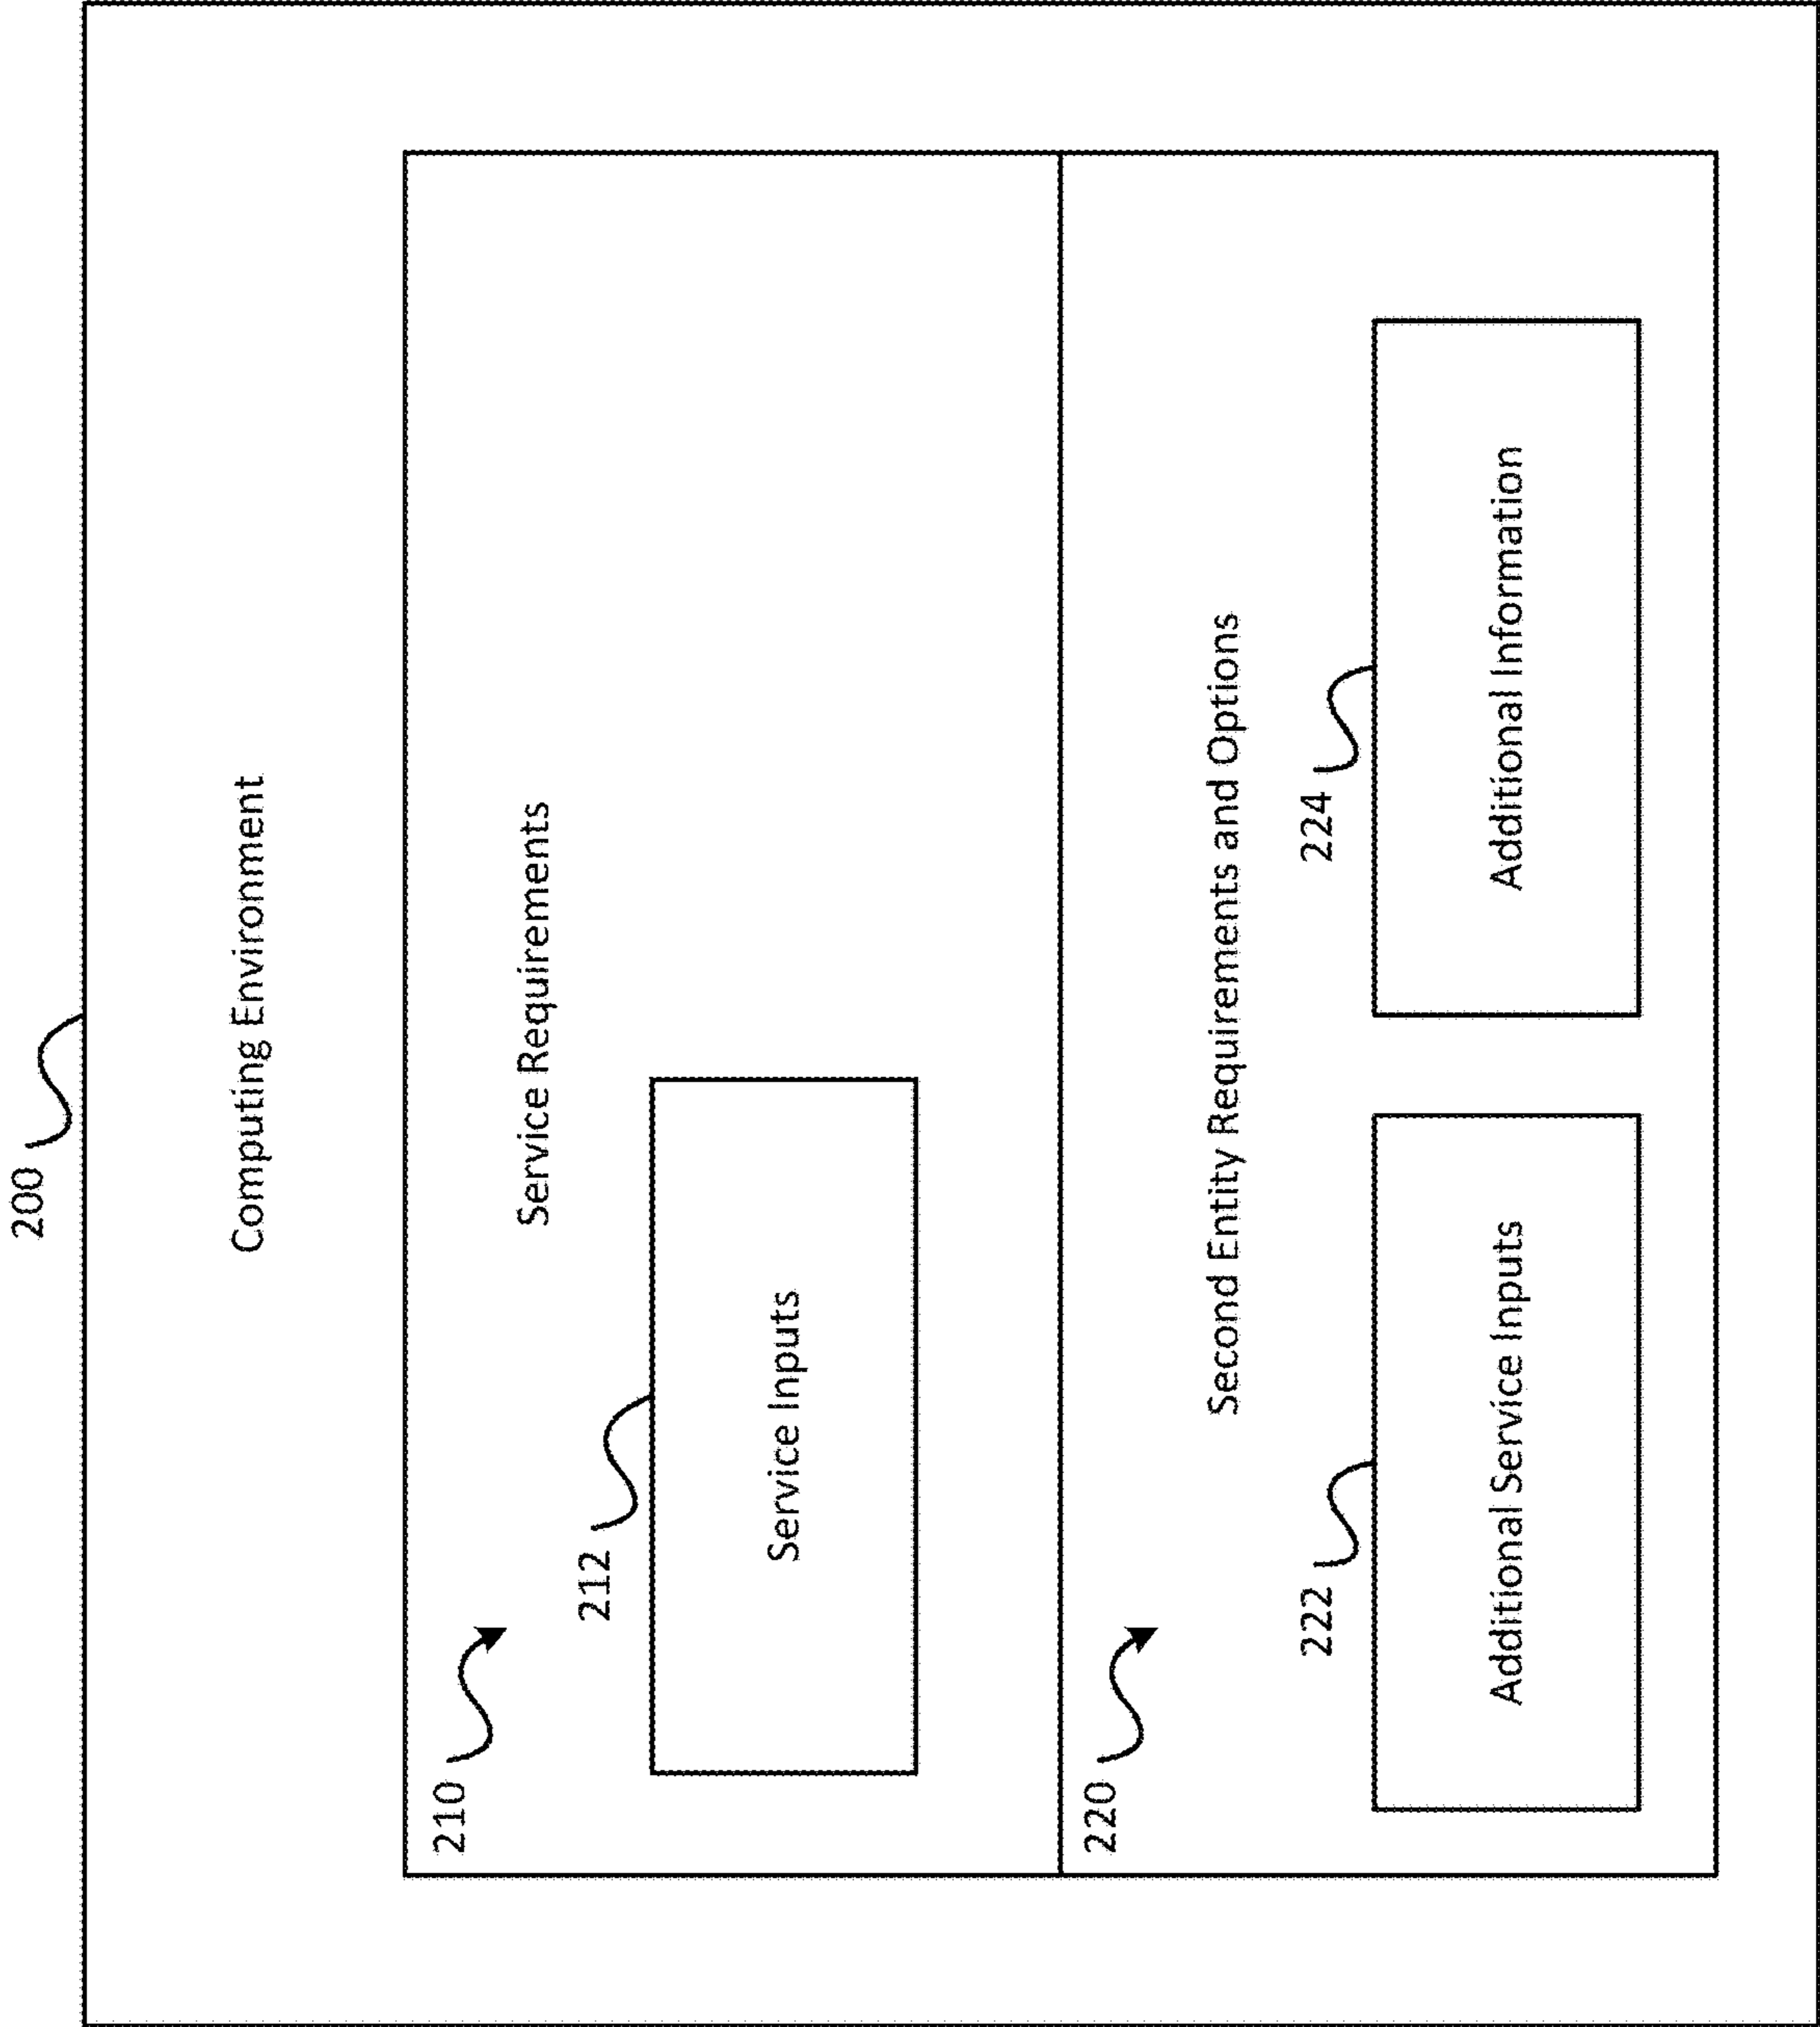 200
Computing Environment
210
Service Requirements
212
Service Inputs
220
Second Entity Requirements and Options
222
224
Additional Service Inputs
Additional Information